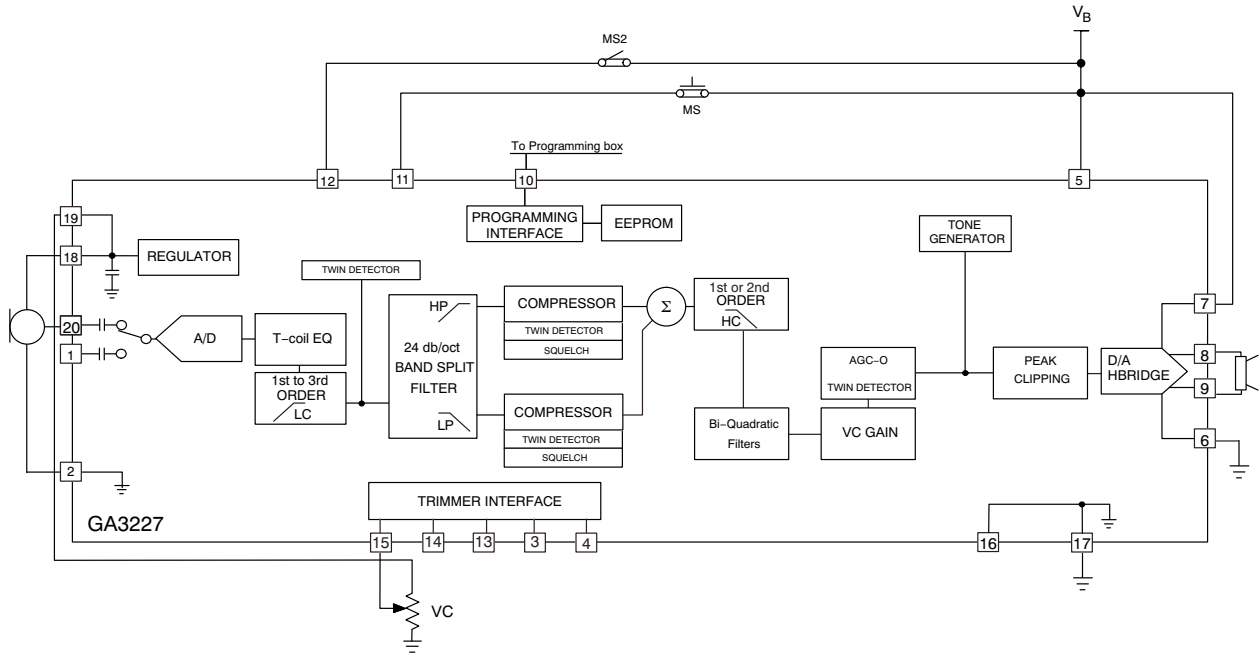 VB
MS2
MS
To Programming box
12
11
10
5
19
18
20
1
2
REGULATOR
PROGRAMMING
INTERFACE
EEPROM
TONE
GENERATOR
TWIN DETECTOR
A/D
T-coil EQ
1st to 3rd
ORDER
LC
HP
24 db/oct
BAND SPLIT
FILTER
LP
COMPRESSOR
TWIN DETECTOR
SQUELCH
COMPRESSOR
TWIN DETECTOR
SQUELCH
Σ
1st or 2nd
ORDER
HC
Bi-Quadratic
Filters
AGC-O
TWIN DETECTOR
VC GAIN
PEAK
CLIPPING
D/A
HBRIDGE
7
8
9
6
TRIMMER INTERFACE
GA3227
15
14
13
3
4
16
17
VC